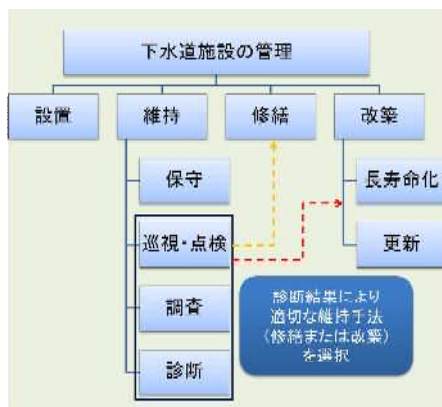 下水道施設の管理
設置
維持
修繕
改築
保守
長寿命化
巡視・点検
更新
調査
診断
診断結果により
適切な維持手法
（修繕または改築）
を選択